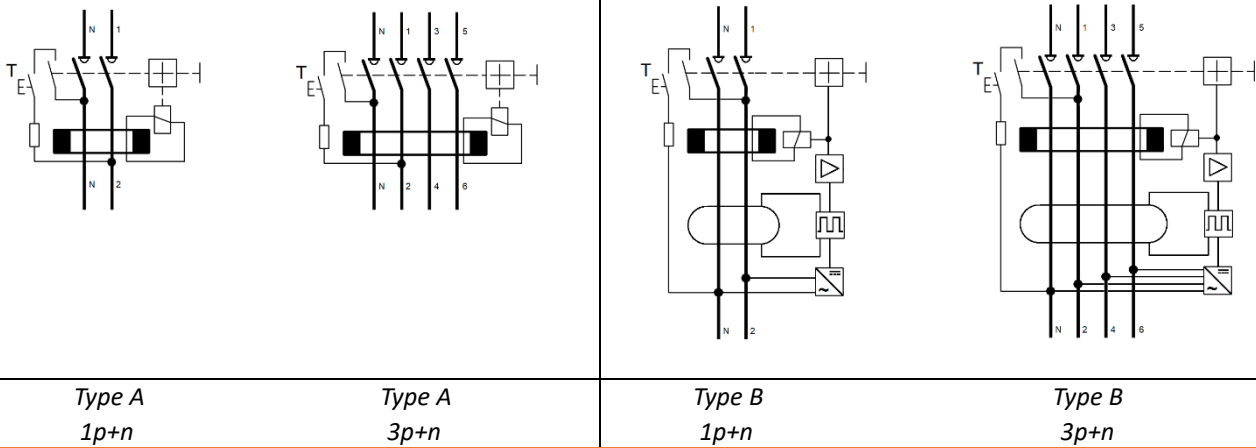 N 1
T
E
N 2
N 1 3 5
T
E
N 2 4 6
N 1
T
E
N 2
N 1 3 5
T
E
N 2 4 6
Type A
1p+n
Type A
3p+n
Type B
1p+n
Type B
3p+n